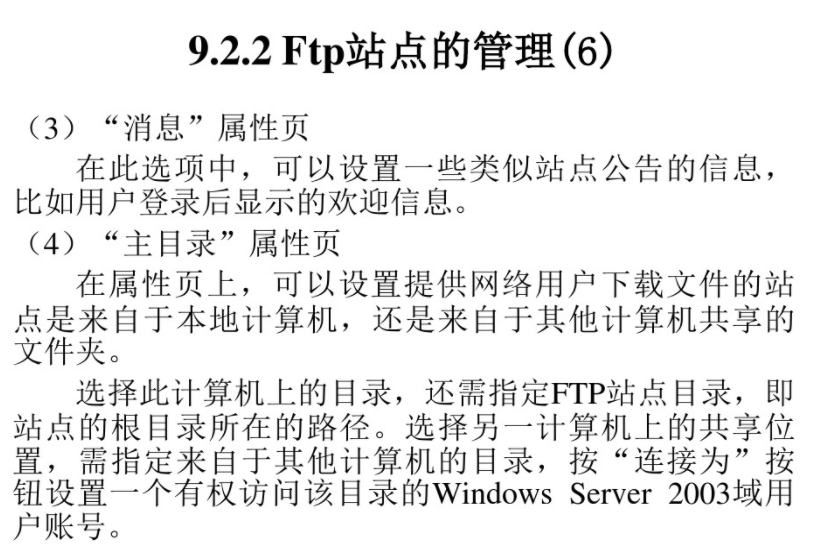 9.2.2 Ftp站点的管理(6)
（3）“消息”属性页
在此选项中，可以设置一些类似站点公告的信息，
比如用户登录后显示的欢迎信息。
（4）“主目录”属性页
在属性页上，可以设置提供网络用户下载文件的站
点是来自于本地计算机，还是来自于其他计算机共享的
文件夹。
选择此计算机上的目录，还需指定FTP站点目录，即
站点的根目录所在的路径。选择另一计算机上的共享位
置，需指定来自于其他计算机的目录，按“连接为”按
钮设置一个有权访问该目录的Windows Server 2003域用
户账号。